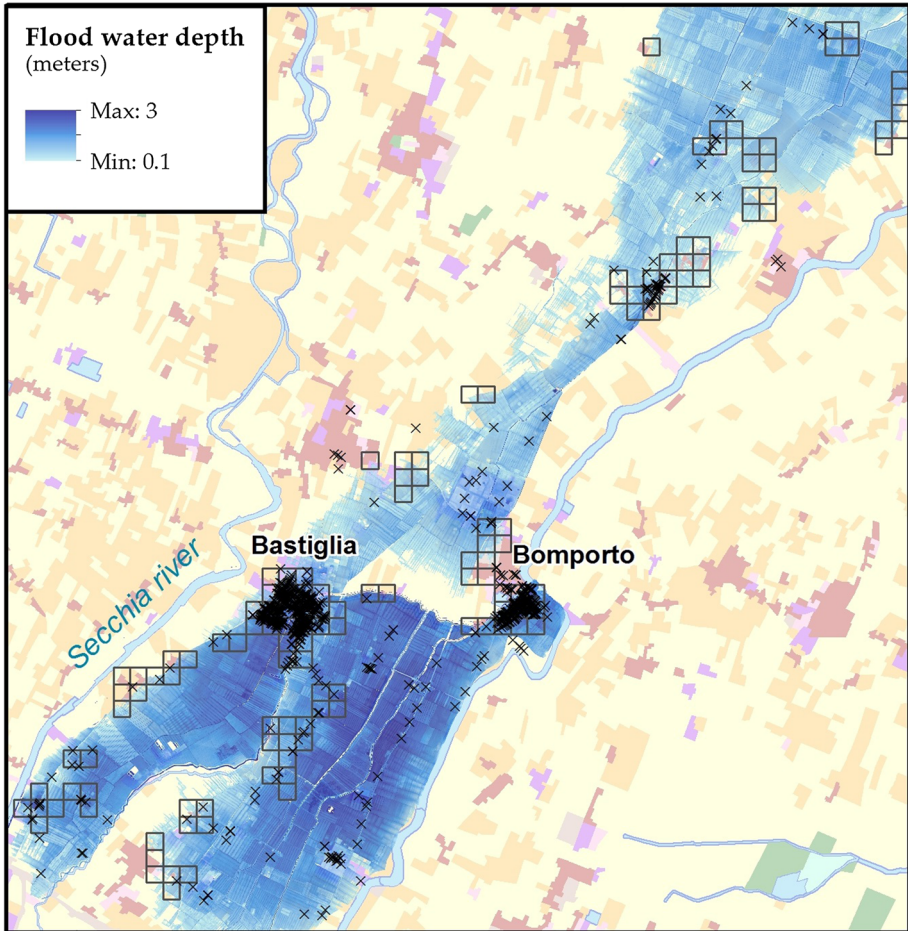 Flood water depth
(meters)
Max: 3
Min: 0.1
Bastiglia
Bomporto
Secchia river